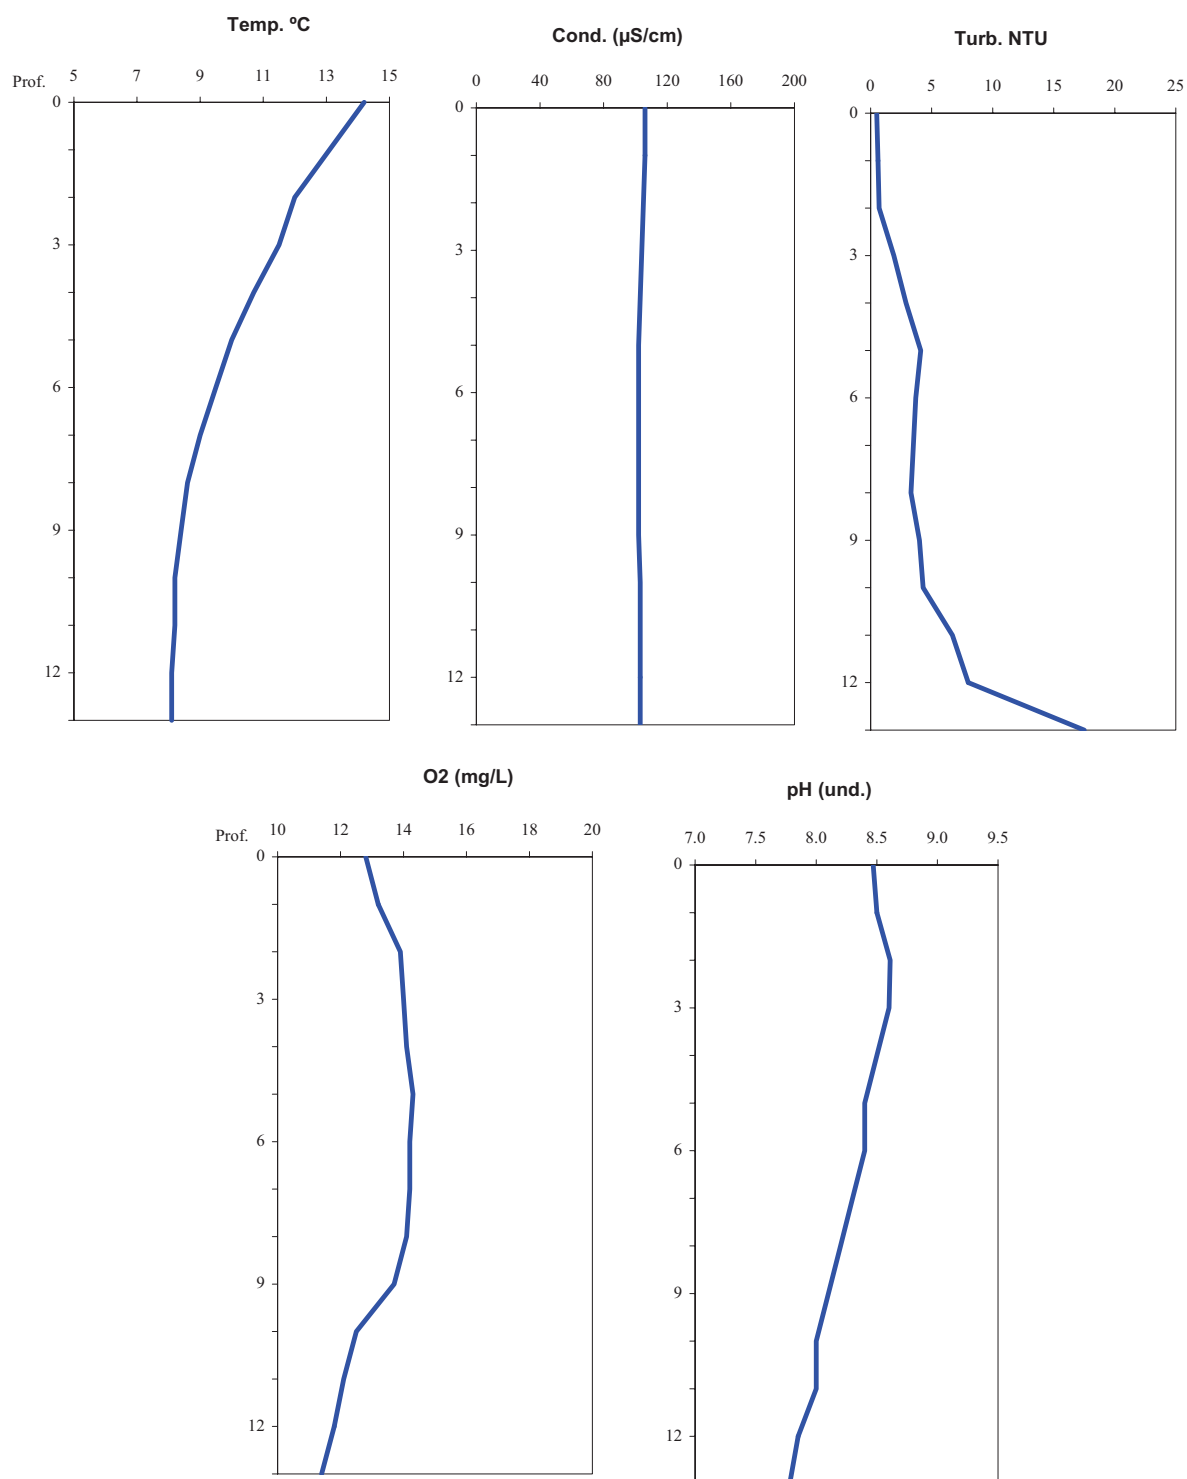 Temp. ºC
Prof. 5 7 9 11 13 15
0
3
6
9
12
Cond. (µS/cm)
0 40 80 120 160 200
0
3
6
9
12
Turb. NTU
0 5 10 15 20 25
0
3
6
9
12
O2 (mg/L)
Prof. 10 12 14 16 18 20
0
3
6
9
12
pH (und.)
7.0 7.5 8.0 8.5 9.0 9.5
0
3
6
9
12